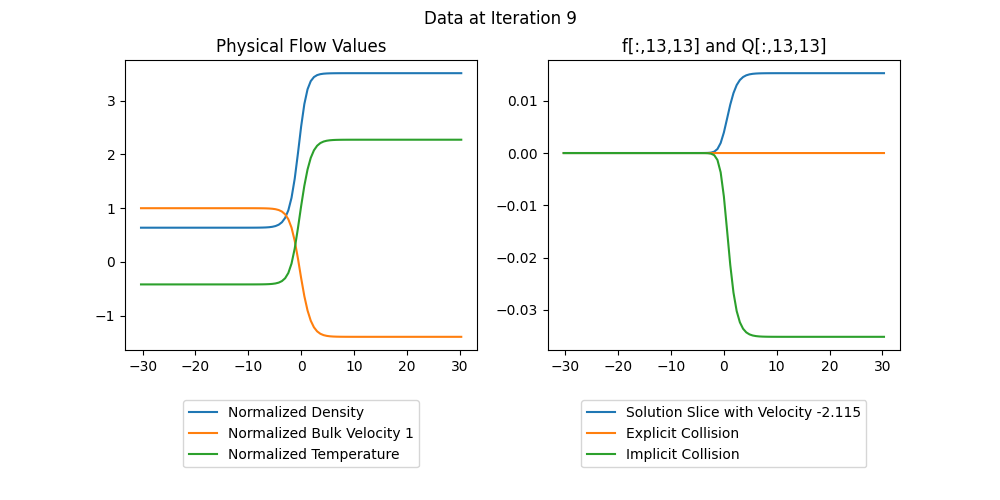 Data at Iteration 9
Physical Flow Values
3
2
1
0
−1
−30
−20
−10
0
10
20
30
Normalized Density
Normalized Bulk Velocity 1
Normalized Temperature
f[:,13,13] and Q[:,13,13]
0.01
0.00
−0.01
−0.02
−0.03
−30
−20
−10
0
10
20
30
Solution Slice with Velocity -2.115
Explicit Collision
Implicit Collision